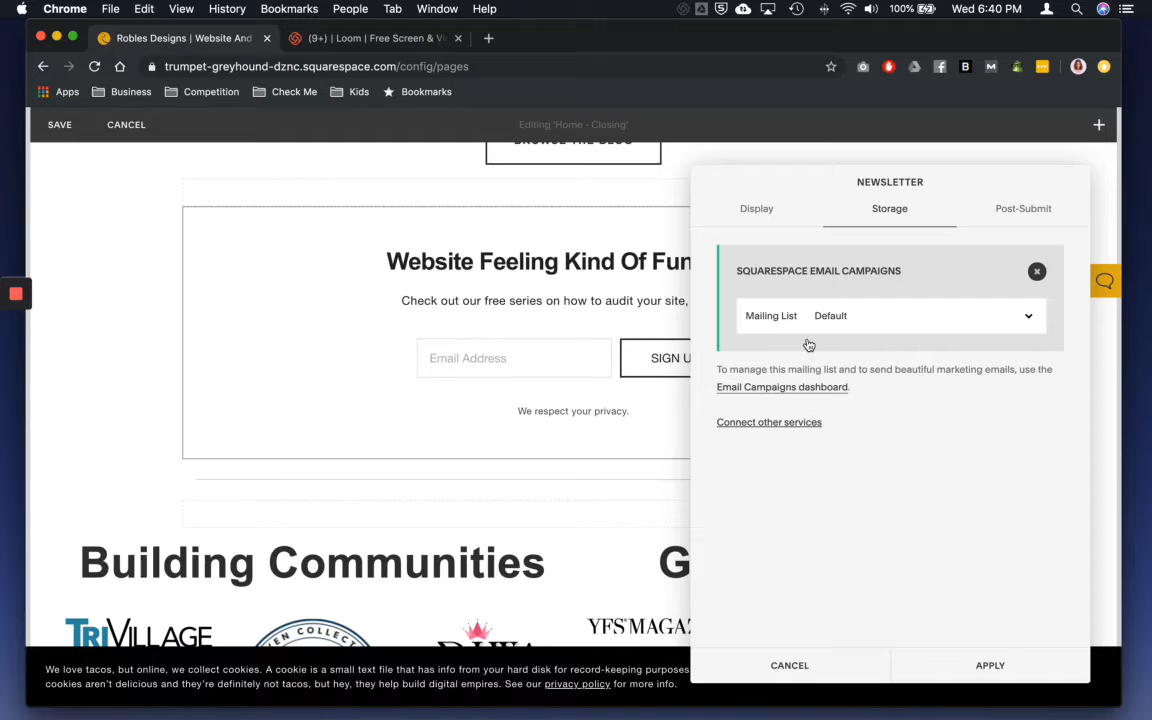 Chrome File Edit View History Bookmarks People Tab Window Help 100% Wed 6:40 PM
Robles Designs | Website And (9+) | Loom | Free Screen & Vi
trumpet-greyhound-dznc.squarespace.com/config/pages
Apps Business Competition Check Me Kids Bookmarks
SAVE CANCEL Editing 'Home - Closing'
BROWSE THE BLOG
NEWSLETTER
Display Storage Post-Submit
SQUARESPACE EMAIL CAMPAIGNS
Mailing List Default
To manage this mailing list and to send beautiful marketing emails, use the
Email Campaigns dashboard.
Connect other services
CANCEL APPLY
Website Feeling Kind Of Fun
Check out our free series on how to audit your site,
Email Address SIGN U
We respect your privacy.
Building Communities G
TRIVILLAGE
EN COLLECT
YFS MAGAZ
We love tacos, but online, we collect cookies. A cookie is a small text file that has info from your hard disk for record-keeping purposes
cookies aren't delicious and they're definitely not tacos, but hey, they help build digital empires. See our privacy policy for more info.